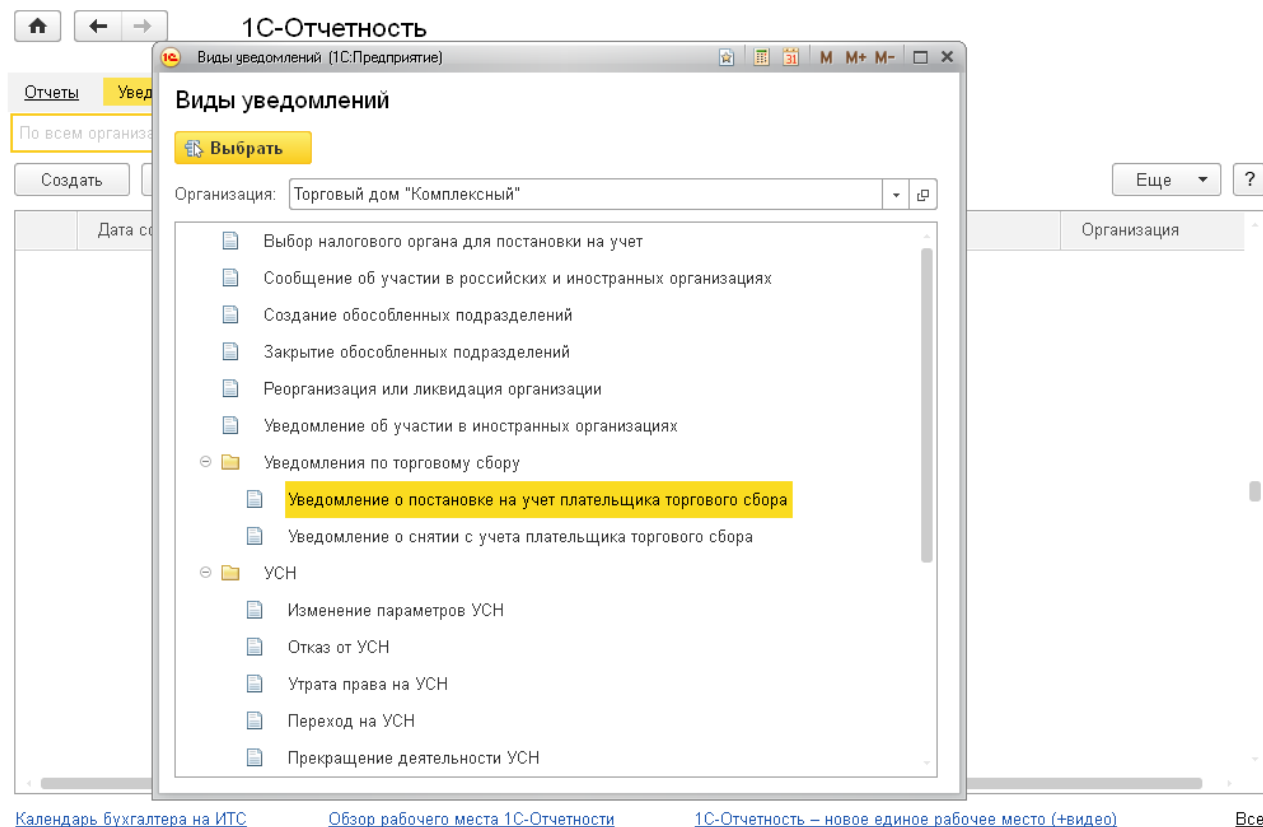 1С-Отчетность
Виды уведомлений (1С:Предприятие)
31 M M+ M-
Отчеты
Виды уведомлений
По всем
Выбрать
Создать
Еще
?
Организация: Торговый дом "Комплексный"
Дата
Организация
Выбор налогового органа для постановки на учет
Сообщение об участии в российских и иностранных организациях
Создание обособленных подразделений
Закрытие обособленных подразделений
Реорганизация или ликвидация организации
Уведомление об участии в иностранных организациях
Уведомления по торговому сбору
Уведомление о постановке на учет плательщика торгового сбора
Уведомление о снятии с учета плательщика торгового сбора
УСН
Изменение параметров УСН
Отказ от УСН
Утрата права на УСН
Переход на УСН
Прекращение деятельности УСН
Календарь бухгалтера на ИТС
Обзор рабочего места 1С-Отчетности
1С-Отчетность – новое единое рабочее место (+видео)
Все